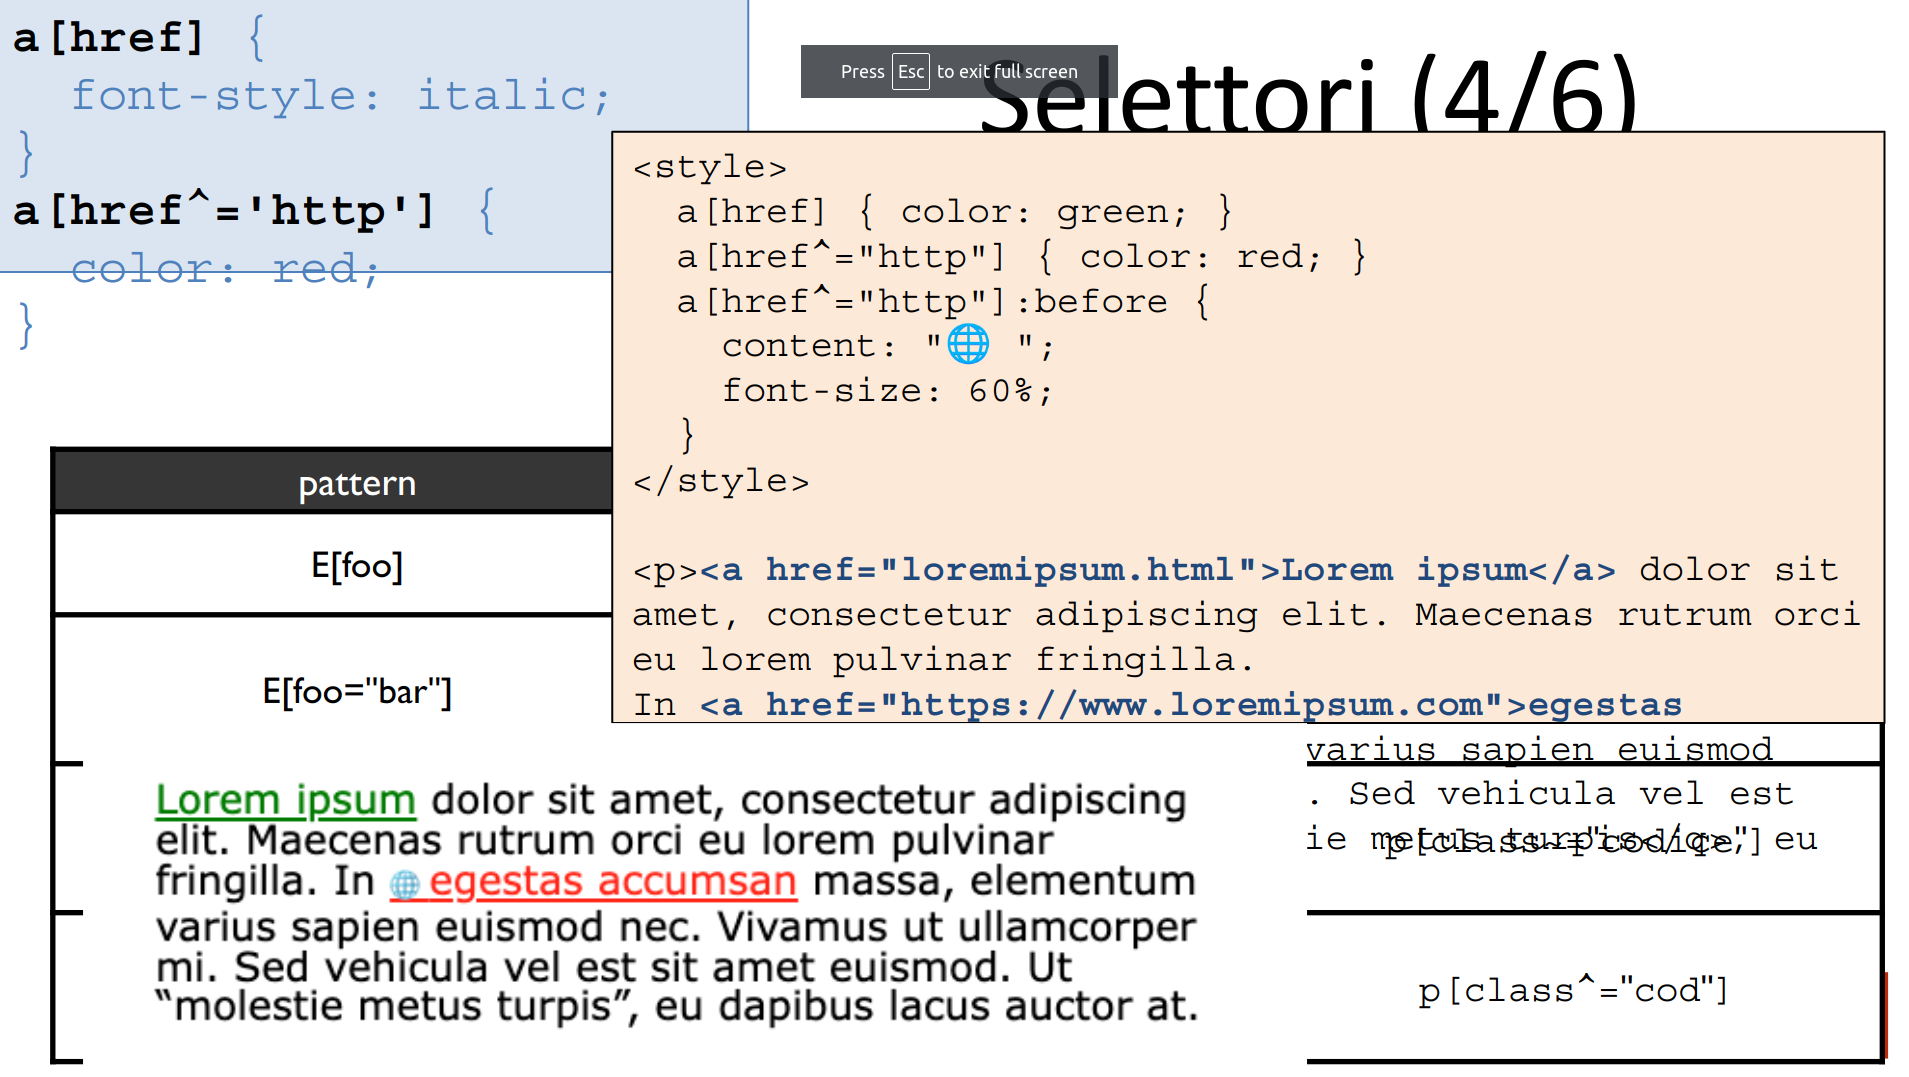 a[href] {
font-style: italic;
}
a[href^='http'] {
color: red;
}
Press Esc to exit full screen
Selettori (4/6)
<style>
a[href] { color: green; }
a[href^="http"] { color: red; }
a[href^="http"]:before {
content: "🌐 ";
font-size: 60%;
}
</style>
<p><a href="loremipsum.html">Lorem ipsum</a> dolor sit
amet, consectetur adipiscing elit. Maecenas rutrum orci
eu lorem pulvinar fringilla.
In <a href="https://www.loremipsum.com">egestas
varius sapien euismod
. Sed vehicula vel est
ie metus turpis</q>, eu
pattern
E[foo]
E[foo="bar"]
p[class~="codice"]
p[class^="cod"]
Lorem ipsum dolor sit amet, consectetur adipiscing
elit. Maecenas rutrum orci eu lorem pulvinar
fringilla. In 🌐 egestas accumsan massa, elementum
varius sapien euismod nec. Vivamus ut ullamcorper
mi. Sed vehicula vel est sit amet euismod. Ut
“molestie metus turpis”, eu dapibus lacus auctor at.